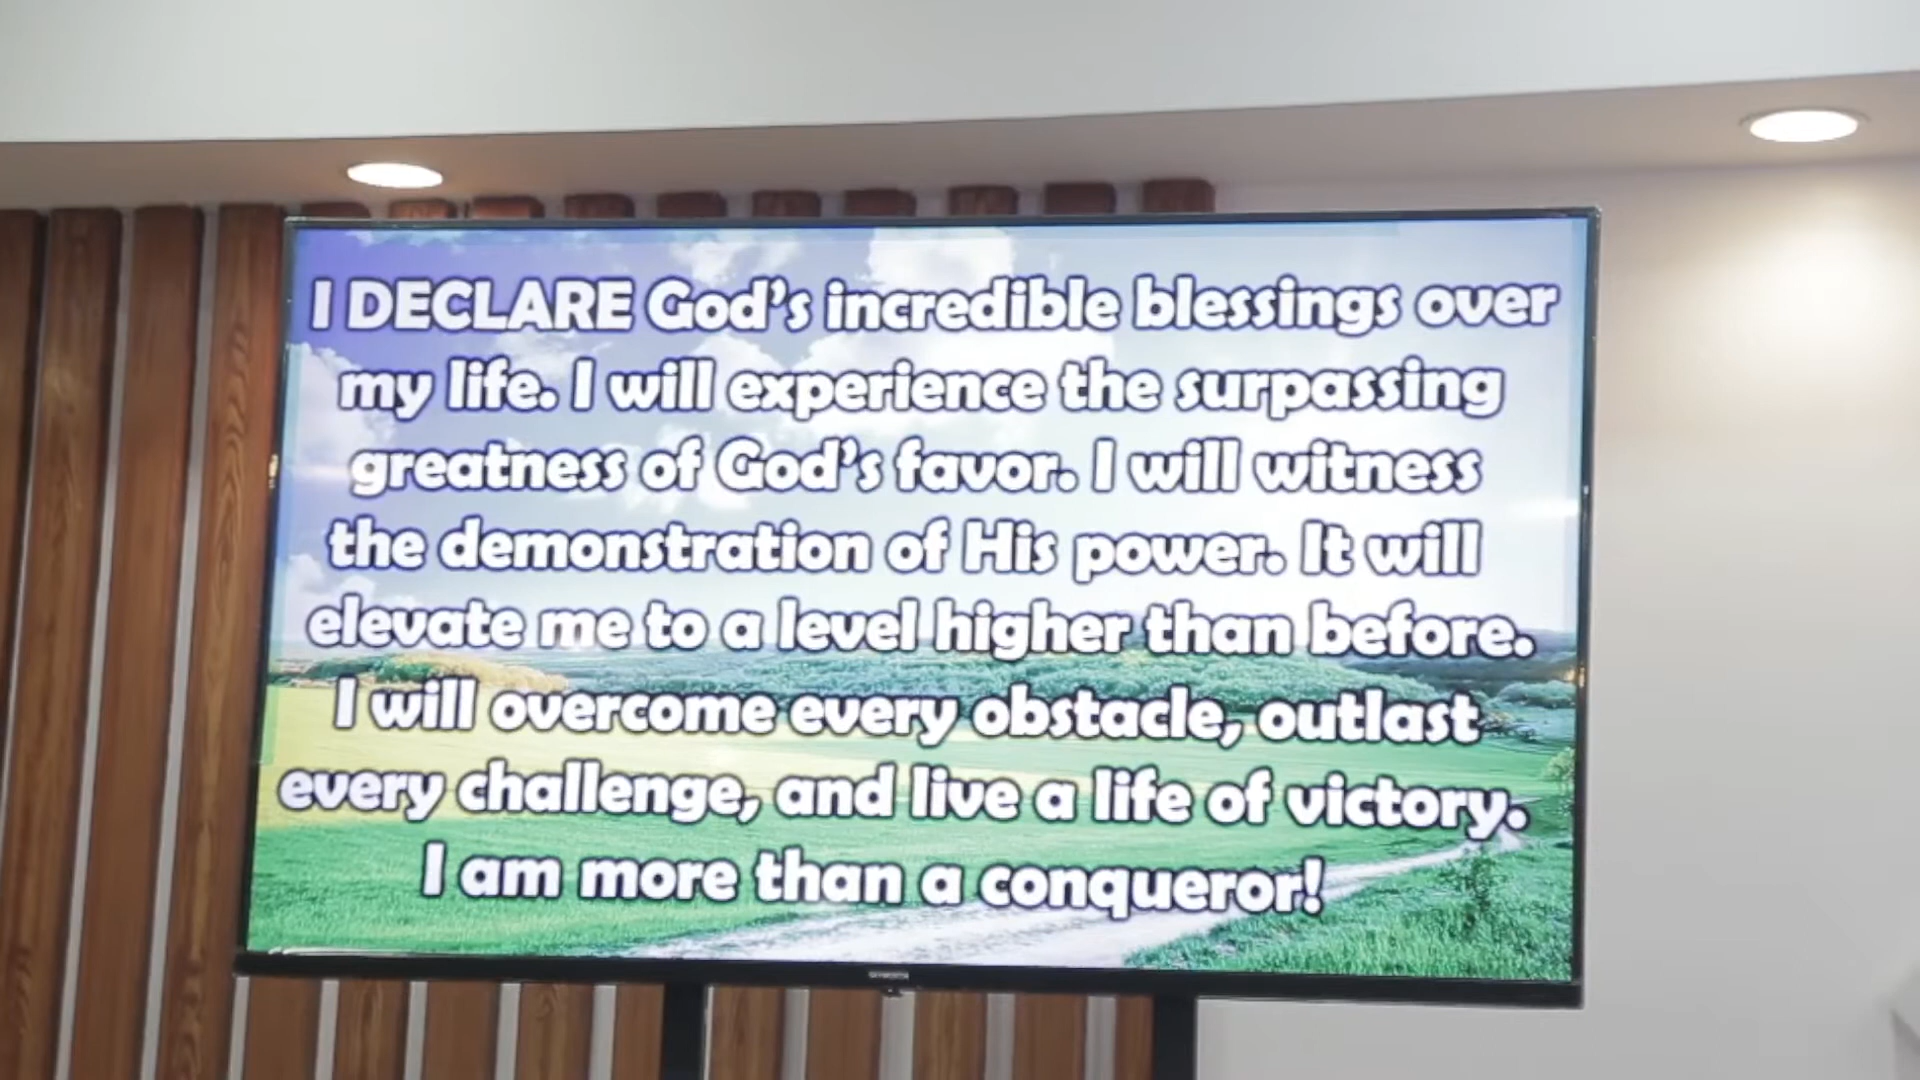 I DECLARE God's incredible blessings over
my life. I will experience the surpassing
greatness of God's favor. I will witness
the demonstration of His power. It will
elevate me to a level higher than before.
I will overcome every obstacle, outlast
every challenge, and live a life of victory.
I am more than a conqueror!